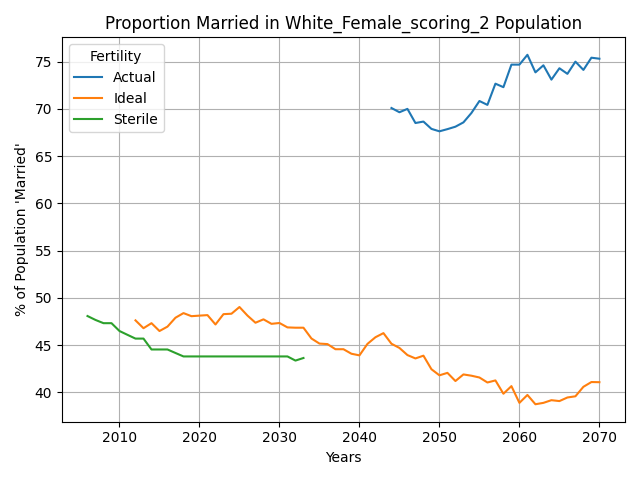 Proportion Married in White_Female_scoring_2 Population
Fertility
Actual
Ideal
Sterile
75
70
65
60
55
50
45
40
% of Population 'Married'
2010
2020
2030
2040
2050
2060
2070
Years